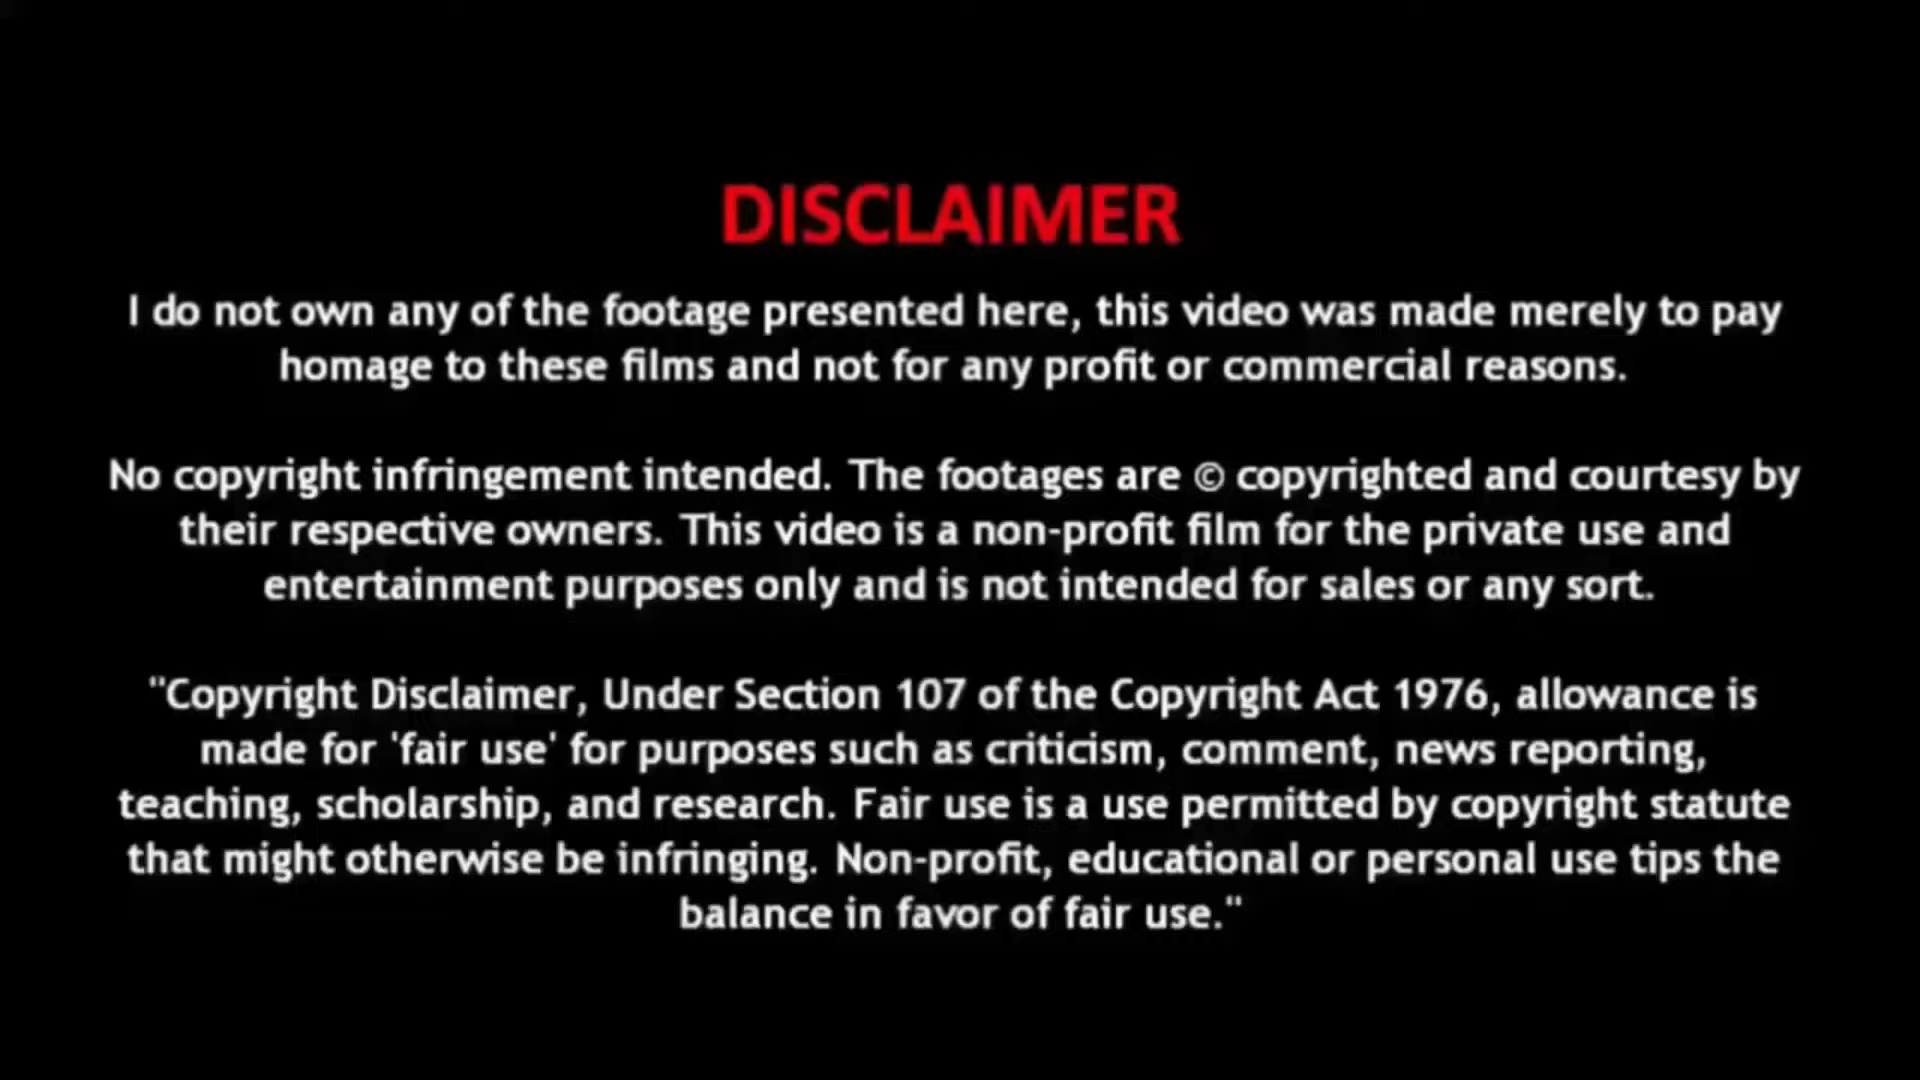 DISCLAIMER
I do not own any of the footage presented here, this video was made merely to pay
homage to these films and not for any profit or commercial reasons.
No copyright infringement intended. The footages are © copyrighted and courtesy by
their respective owners. This video is a non-profit film for the private use and
entertainment purposes only and is not intended for sales or any sort.
"Copyright Disclaimer, Under Section 107 of the Copyright Act 1976, allowance is
made for 'fair use' for purposes such as criticism, comment, news reporting,
teaching, scholarship, and research. Fair use is a use permitted by copyright statute
that might otherwise be infringing. Non-profit, educational or personal use tips the
balance in favor of fair use."